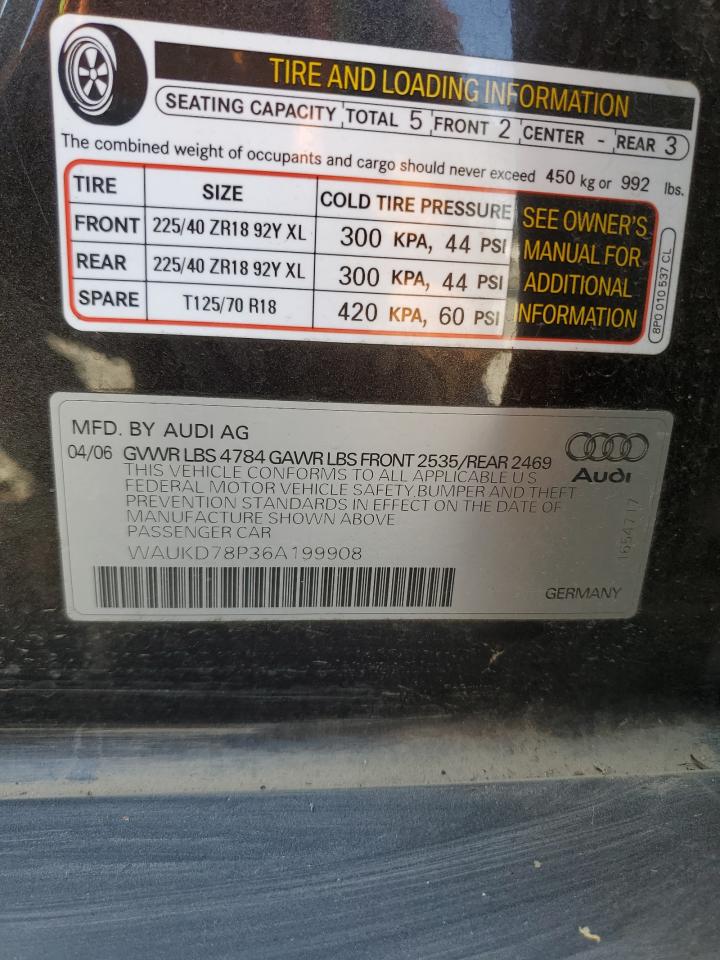 TIRE AND LOADING INFORMATION
SEATING CAPACITY TOTAL 5 FRONT 2 CENTER - REAR 3
The combined weight of occupants and cargo should never exceed 450 kg or 992 lbs.
TIRE SIZE COLD TIRE PRESSURE
FRONT 225/40 ZR18 92Y XL 300 KPA, 44 PSI
REAR 225/40 ZR18 92Y XL 300 KPA, 44 PSI
SPARE T125/70 R18 420 KPA, 60 PSI
SEE OWNER'S
MANUAL FOR
ADDITIONAL
INFORMATION
8P0 010 537 CL
MFD. BY AUDI AG
04/06 GVWR LBS 4784 GAWR LBS FRONT 2535/REAR 2469
THIS VEHICLE CONFORMS TO ALL APPLICABLE U S
FEDERAL MOTOR VEHICLE SAFETY,BUMPER AND THEFT
PREVENTION STANDARDS IN EFFECT ON THE DATE OF
MANUFACTURE SHOWN ABOVE
PASSENGER CAR
WAUKD78P36A199908
Audi
1654717
GERMANY